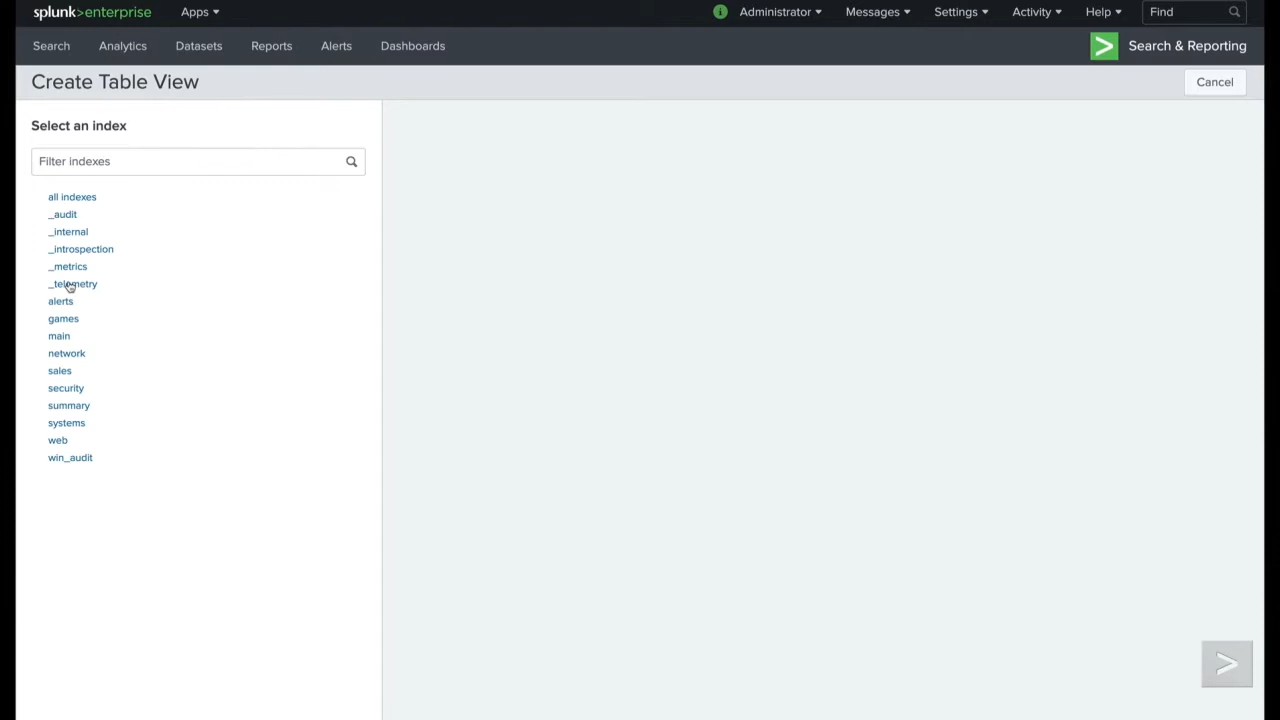 splunk>enterprise Apps Administrator Messages Settings Activity Help Find
Search Analytics Datasets Reports Alerts Dashboards > Search & Reporting
Create Table View Cancel
Select an index
Filter indexes
all indexes
_audit
_internal
_introspection
_metrics
_telemetry
alerts
games
main
network
sales
security
summary
systems
web
win_audit